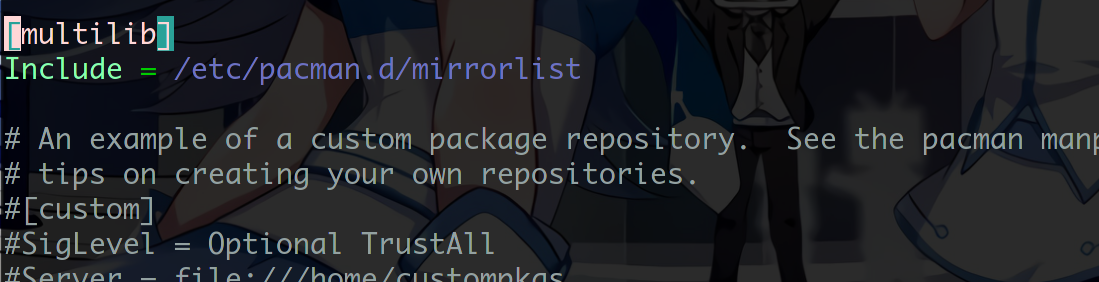 [multilib]
Include = /etc/pacman.d/mirrorlist
# An example of a custom package repository.  See the pacman
# tips on creating your own repositories.
#[custom]
#SigLevel = Optional TrustAll
#Server = file:///home/custompkgs